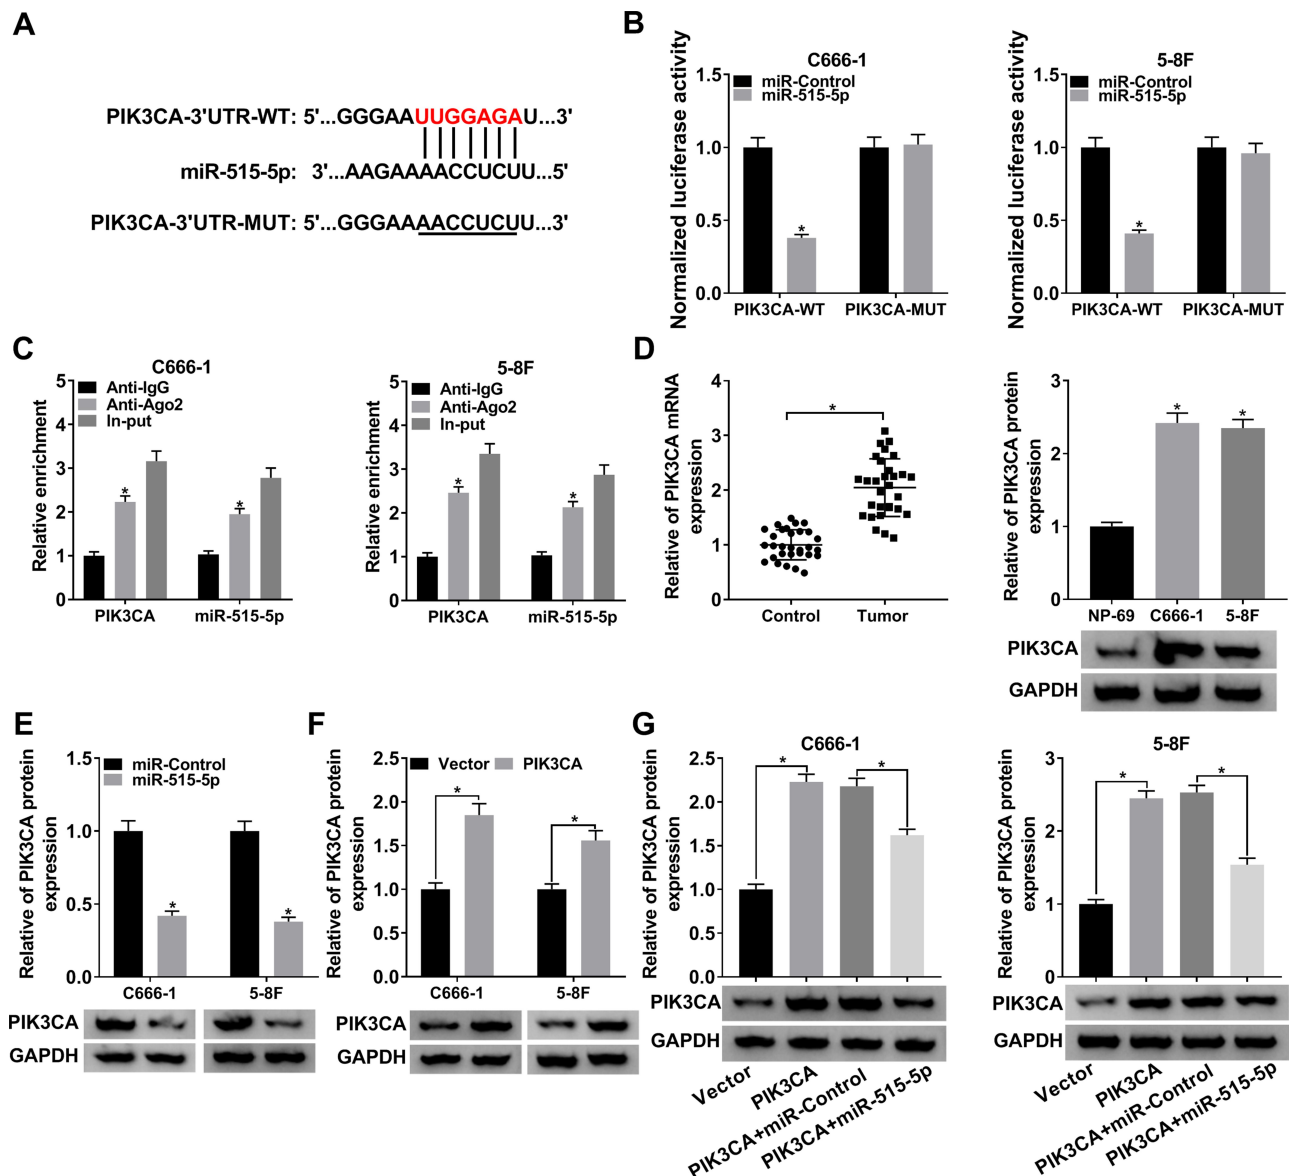 A
PIK3CA-3'UTR-WT: 5'...GGGAAUUGGAGAU...3'
miR-515-5p: 3'...AAGAAAACCUCUU...5'
PIK3CA-3'UTR-MUT: 5'...GGGAAAACCUCUU...3'
B
Normalized luciferase activity
C666-1
miR-Control
miR-515-5p
1.5
1.0
0.5
0.0
*
PIK3CA-WT PIK3CA-MUT
Normalized luciferase activity
5-8F
miR-Control
miR-515-5p
1.5
1.0
0.5
0.0
*
PIK3CA-WT PIK3CA-MUT
C
Relative enrichment
C666-1
Anti-IgG
Anti-Ago2
In-put
5
4
3
2
1
0
* *
PIK3CA miR-515-5p
Relative enrichment
5-8F
Anti-IgG
Anti-Ago2
In-put
5
4
3
2
1
0
* *
PIK3CA miR-515-5p
D
Relative of PIK3CA mRNA
expression
4
3
2
1
0
*
Control Tumor
Relative of PIK3CA protein
expression
3
2
1
0
* *
NP-69 C666-1 5-8F
PIK3CA
GAPDH
E
Relative of PIK3CA protein
expression
miR-Control
miR-515-5p
1.5
1.0
0.5
0.0
* *
C666-1 5-8F
PIK3CA
GAPDH
F
Relative of PIK3CA protein
expression
Vector PIK3CA
2.5
2.0
1.5
1.0
0.5
0.0
* *
C666-1 5-8F
PIK3CA
GAPDH
G
Relative of PIK3CA protein
expression
C666-1
2.5
2.0
1.5
1.0
0.5
0.0
* *
PIK3CA
GAPDH
Vector
PIK3CA
PIK3CA+miR-Control
PIK3CA+miR-515-5p
Relative of PIK3CA protein
expression
5-8F
3
2
1
0
* *
PIK3CA
GAPDH
Vector
PIK3CA
PIK3CA+miR-Control
PIK3CA+miR-515-5p